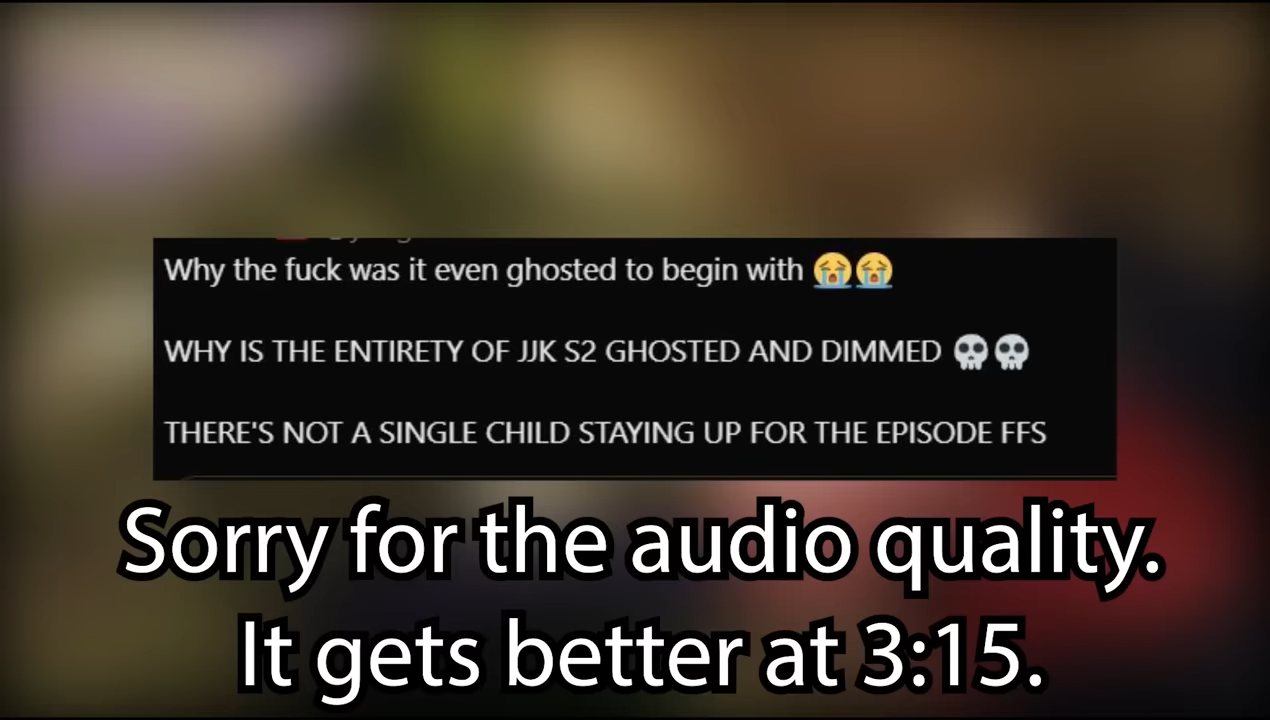 Why the fuck was it even ghosted to begin with 😭😭
WHY IS THE ENTIRETY OF JJK S2 GHOSTED AND DIMMED 💀💀
THERE'S NOT A SINGLE CHILD STAYING UP FOR THE EPISODE FFS
Sorry for the audio quality.
It gets better at 3:15.